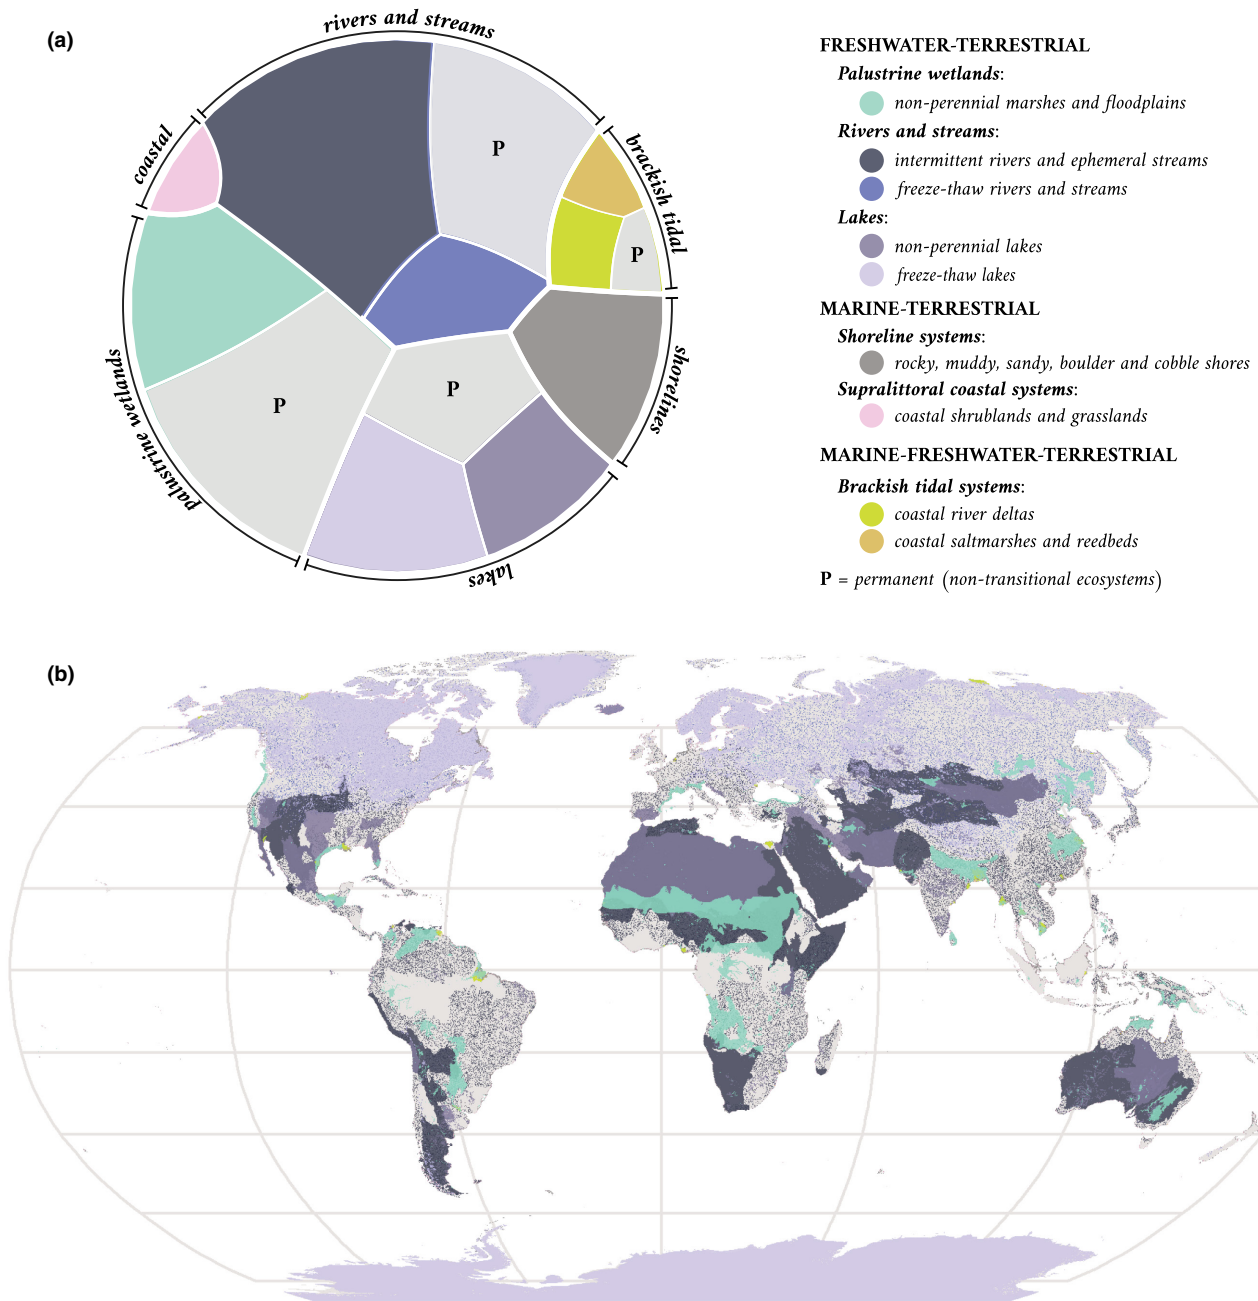 (a)
rivers and streams
coastal
brackish tidal
shorelines
lakes
palustrine wetlands
P
P
P
P
FRESHWATER-TERRESTRIAL
Palustrine wetlands:
non-perennial marshes and floodplains
Rivers and streams:
intermittent rivers and ephemeral streams
freeze-thaw rivers and streams
Lakes:
non-perennial lakes
freeze-thaw lakes
MARINE-TERRESTRIAL
Shoreline systems:
rocky, muddy, sandy, boulder and cobble shores
Supralittoral coastal systems:
coastal shrublands and grasslands
MARINE-FRESHWATER-TERRESTRIAL
Brackish tidal systems:
coastal river deltas
coastal saltmarshes and reedbeds
P = permanent (non-transitional ecosystems)
(b)